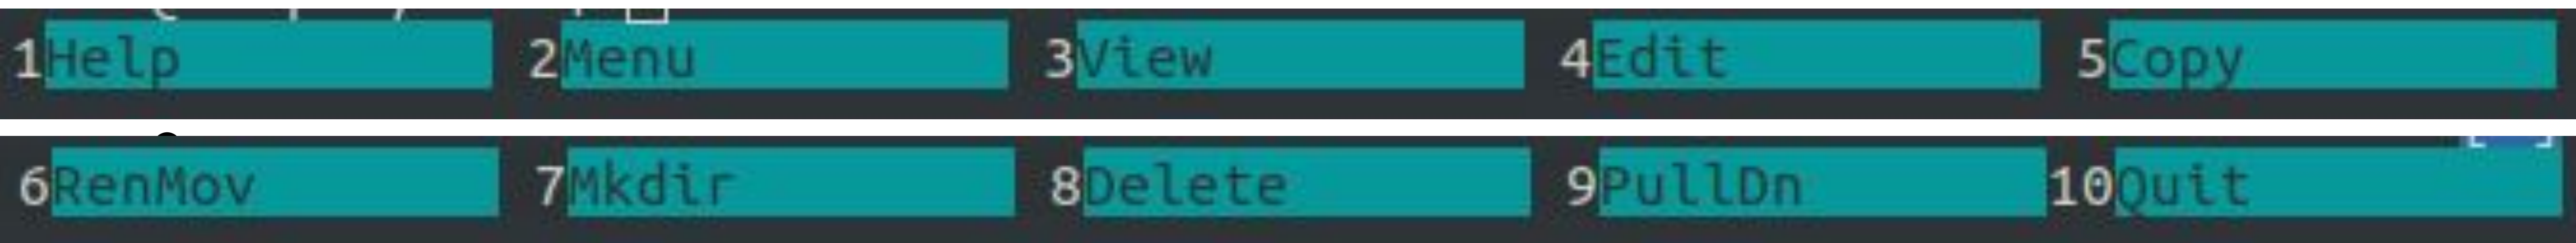 1Help 2Menu 3View 4Edit 5Copy
6RenMov 7Mkdir 8Delete 9PullDn 10Quit